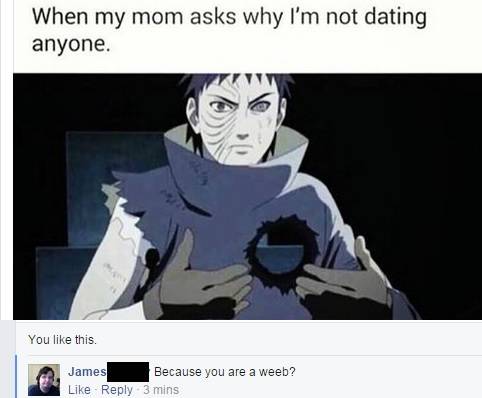 When my mom asks why I'm not dating
anyone.
You like this.
James Because you are a weeb?
Like · Reply · 3 mins